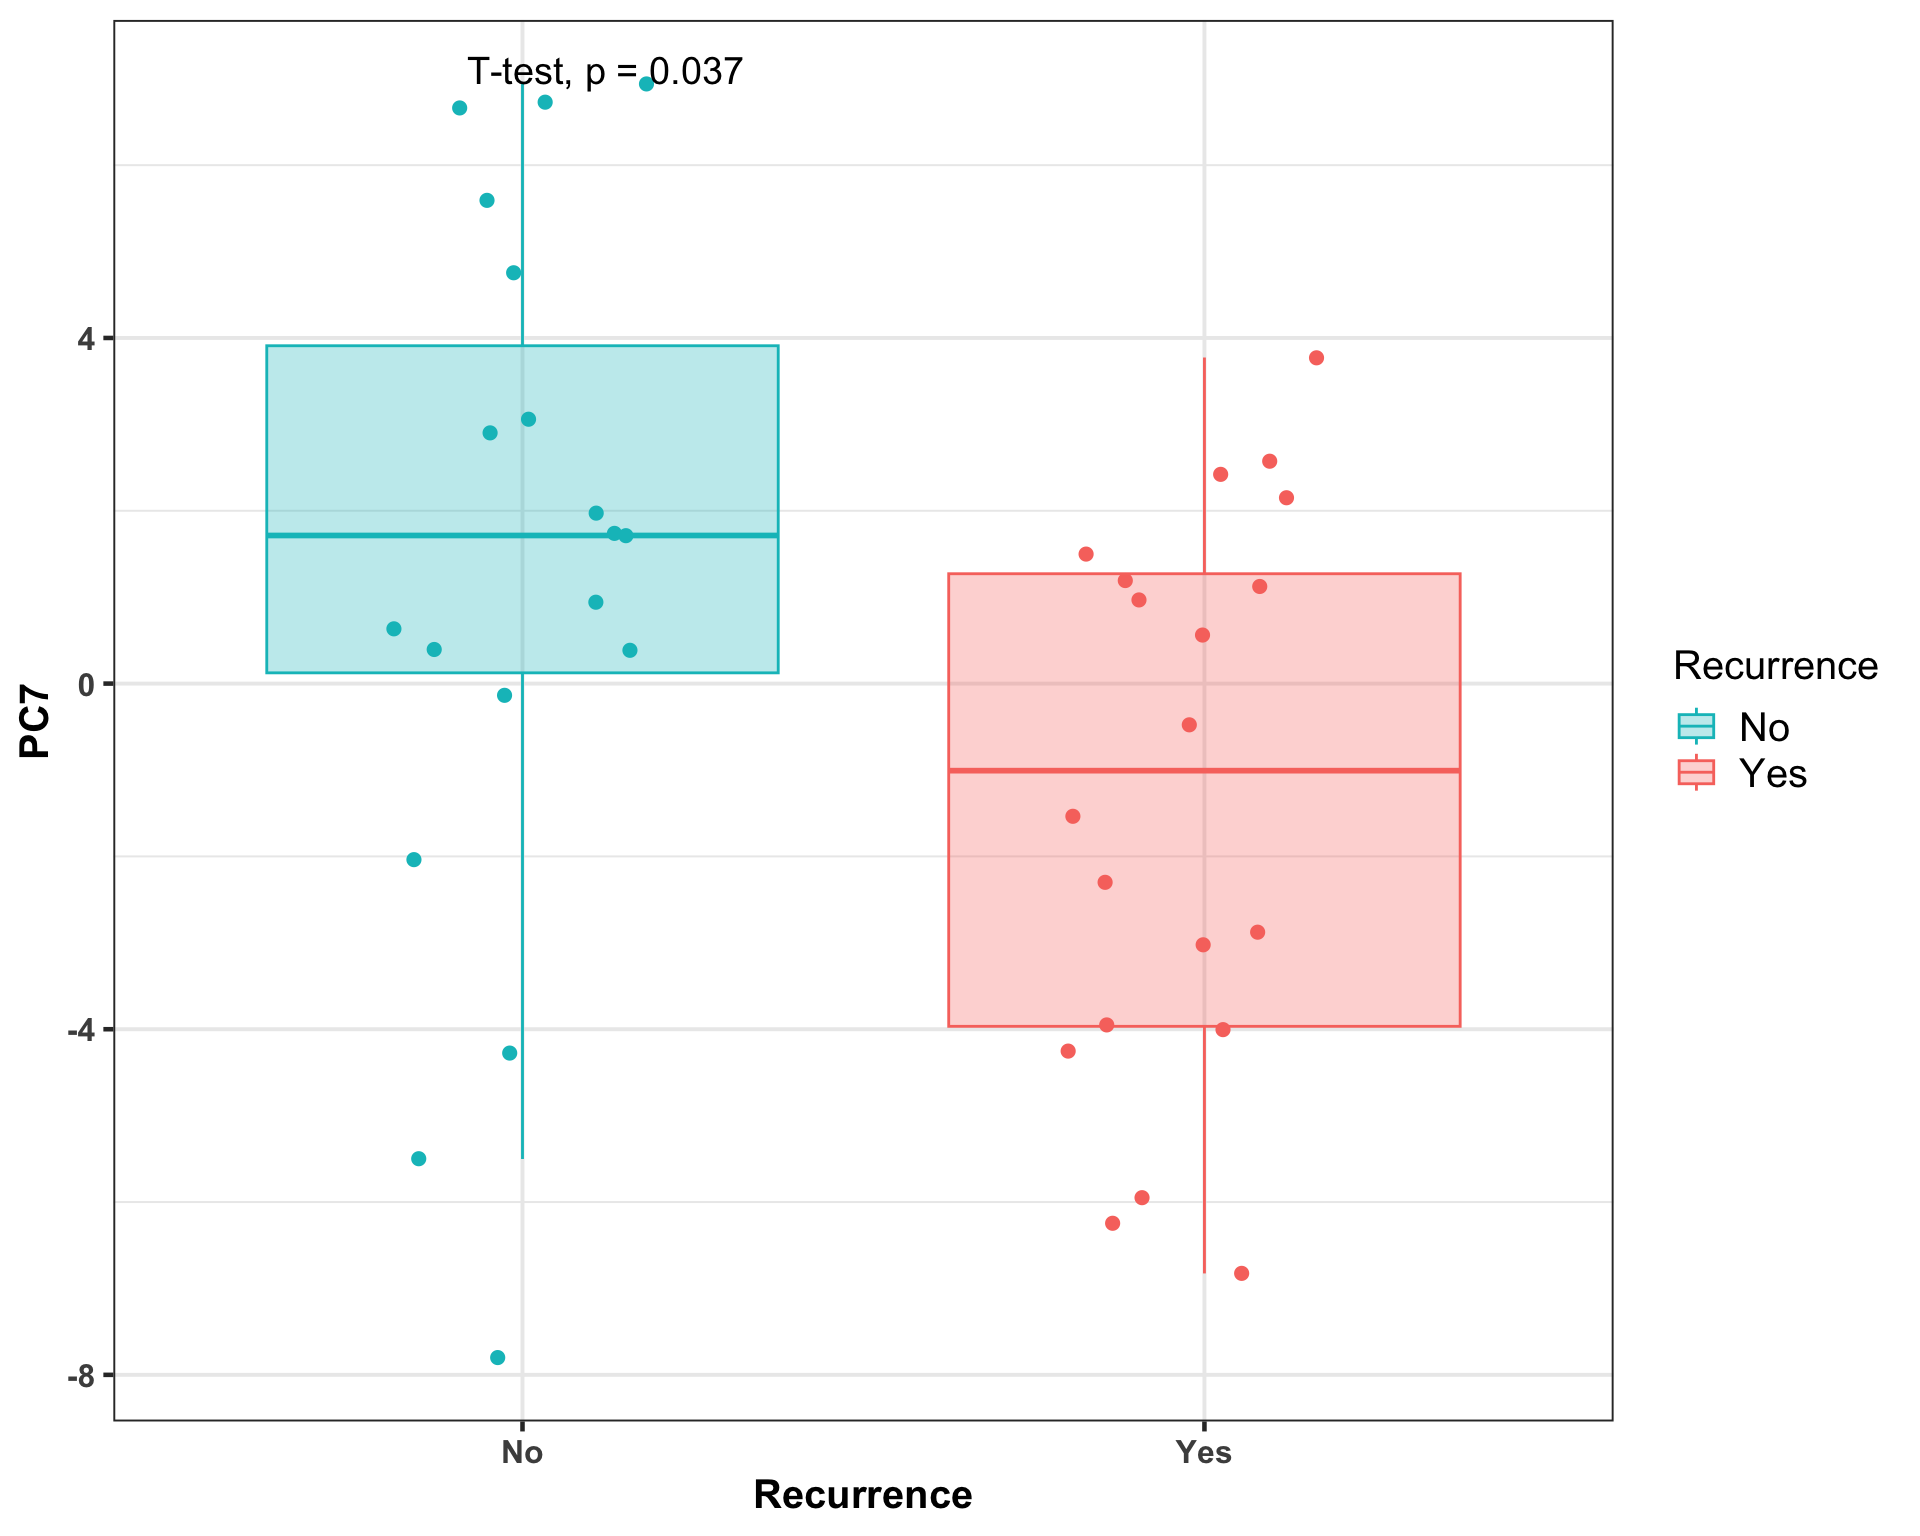 T-test, p = 0.037
4
0
-4
-8
PC7
No
Yes
Recurrence
Recurrence
No
Yes